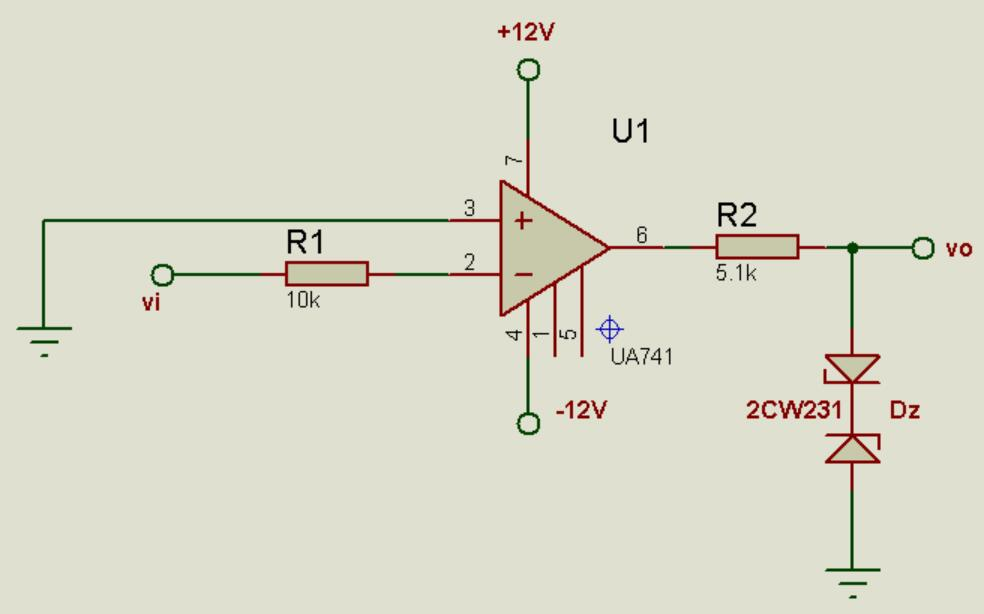 +12V
U1
7
3
+
R1
2
−
vi
10k
6
R2
5.1k
vo
4
1
5
UA741
-12V
2CW231
Dz